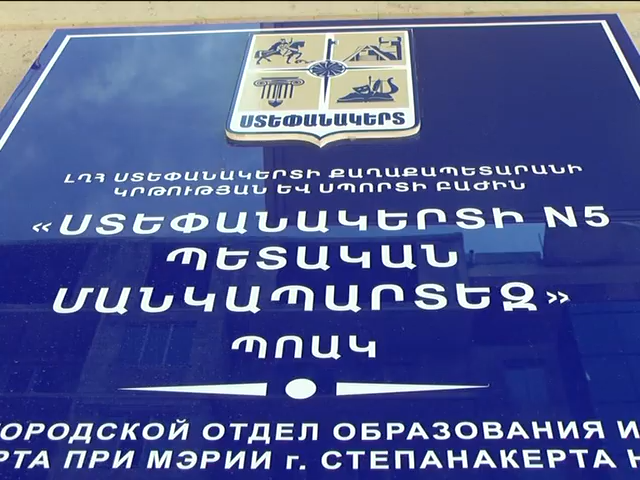 ՍՏԵՓԱՆԱԿԵՐՏ
ԼՂՀ ՍՏԵՓԱՆԱԿԵՐՏԻ ՔԱՂԱՔԱՊԵՏԱՐԱՆԻ
ԿՐԹՈՒԹՅԱՆ ԵՎ ՍՊՈՐՏԻ ԲԱԺԻՆ
«ՍՏԵՓԱՆԱԿԵՐՏԻ N5
ՊԵՏԱԿԱՆ
ՄԱՆԿԱՊԱՐՏԵԶ»
ՊՈԱԿ
ГОРОДСКОЙ ОТДЕЛ ОБРАЗОВАНИЯ И
РТА ПРИ МЭРИИ г. СТЕПАНАКЕРТА Н